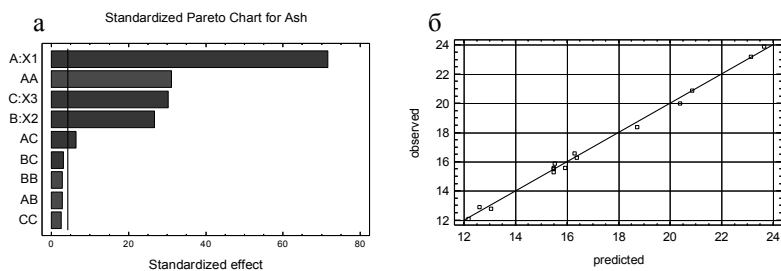 а
Standardized Pareto Chart for Ash
A:X1
AA
C:X3
B:X2
AC
BC
BB
AB
CC
0 20 40 60 80
Standardized effect
б
24
22
20
18
16
14
12
observed
12 14 16 18 20 22 24
predicted